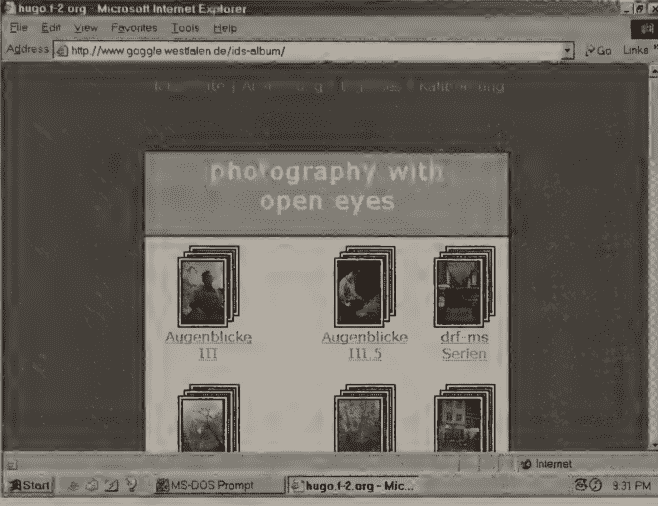 hugo.f-2.org - Microsoft Internet Explorer
File Edit View Favorites Tools Help
Address http://www.goggle.westfalen.de/ids-album/ Go Links
photography with
open eyes
Augenblicke
III
Augenblicke
III.5
drf-ms
Serien
Internet
Start MS-DOS Prompt hugo.f-2.org - Mic... 9:31 PM